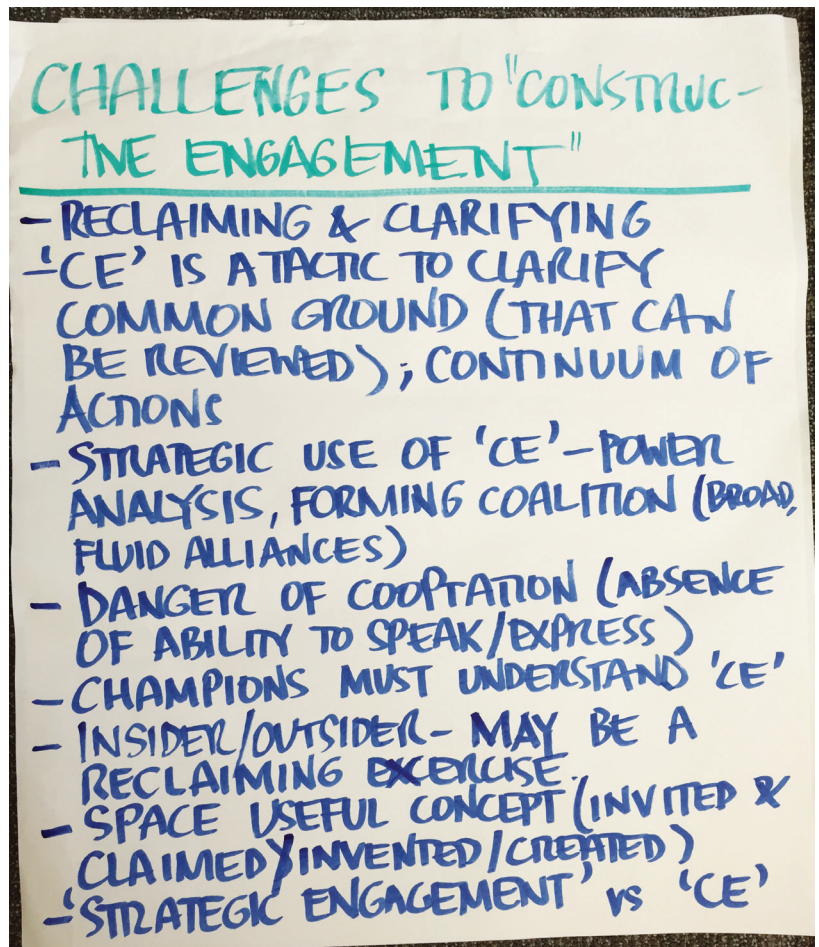 CHALLENGES TO "CONSTRUC-
TIVE ENGAGEMENT"
- RECLAIMING & CLARIFYING
- 'CE' IS A TACTIC TO CLARIFY
COMMON GROUND (THAT CAN
BE REVIEWED); CONTINUUM OF
ACTIONS
- STRATEGIC USE OF 'CE' - POWER
ANALYSIS, FORMING COALITION (BROAD,
FLUID ALLIANCES)
- DANGER OF COOPTATION (ABSENCE
OF ABILITY TO SPEAK/EXPRESS)
- CHAMPIONS MUST UNDERSTAND 'CE'
- INSIDER/OUTSIDER - MAY BE A
RECLAIMING EXCERCISE.
- SPACE USEFUL CONCEPT (INVITED &
CLAIMED/INVENTED/CREATED)
- 'STRATEGIC ENGAGEMENT' vs 'CE'